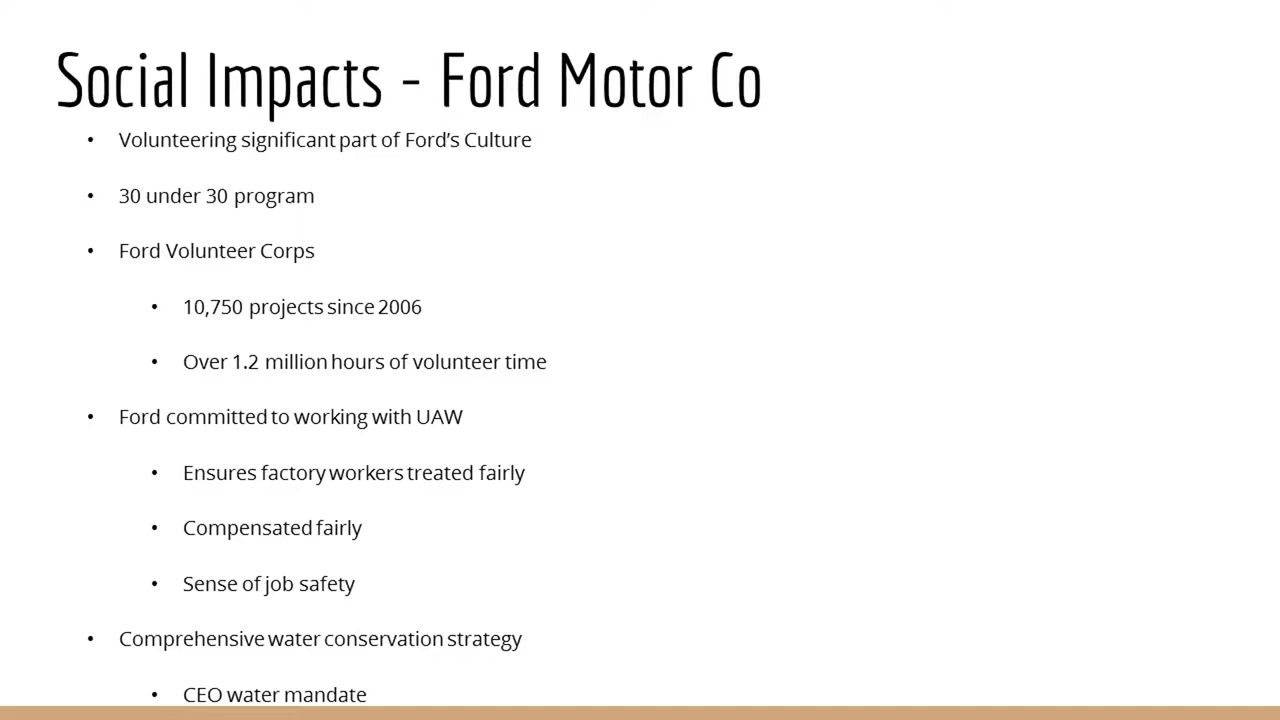 Social Impacts - Ford Motor Co
• Volunteering significant part of Ford’s Culture
• 30 under 30 program
• Ford Volunteer Corps
• 10,750 projects since 2006
• Over 1.2 million hours of volunteer time
• Ford committed to working with UAW
• Ensures factory workers treated fairly
• Compensated fairly
• Sense of job safety
• Comprehensive water conservation strategy
• CEO water mandate